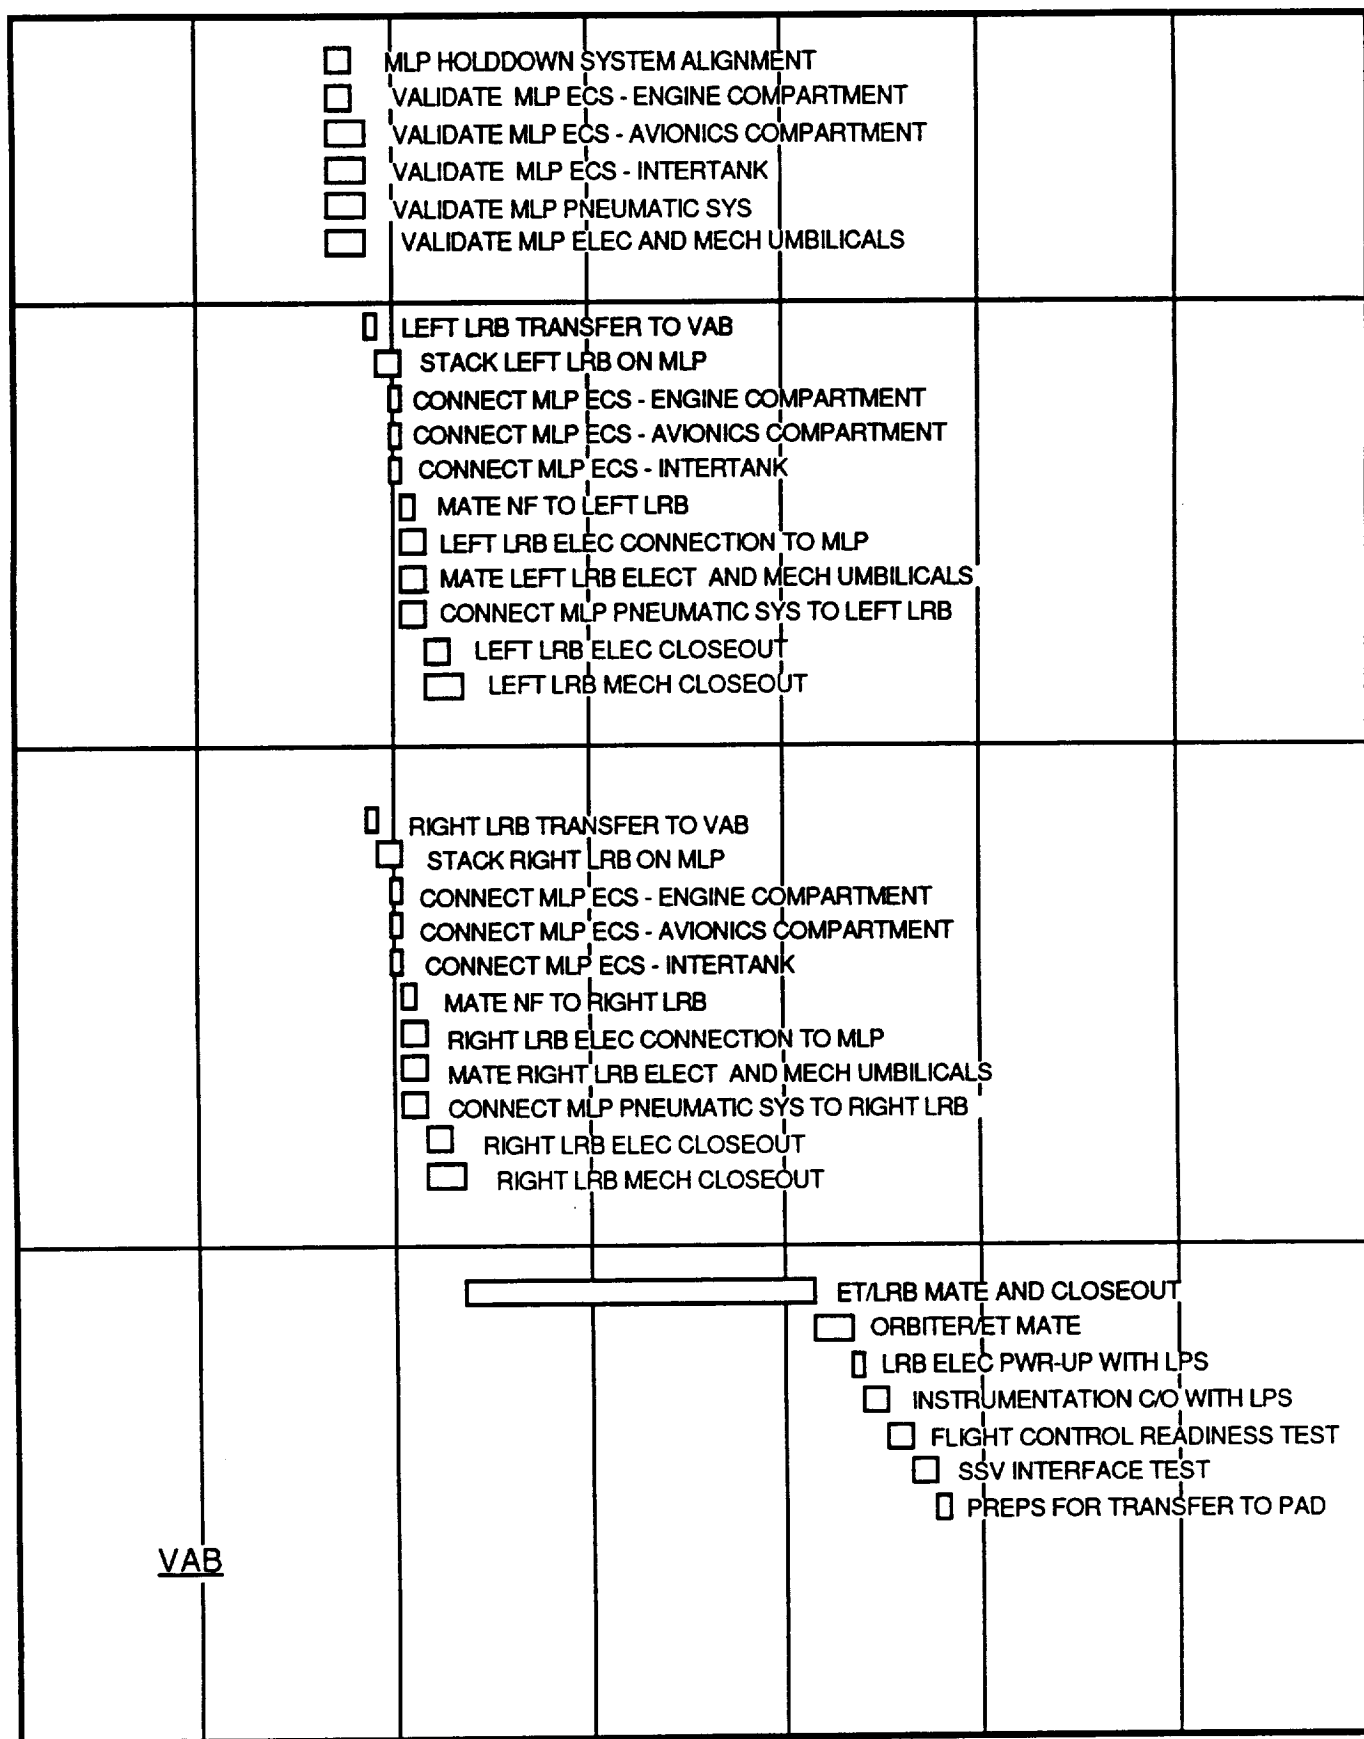 MLP HOLDDOWN SYSTEM ALIGNMENT
VALIDATE MLP ECS - ENGINE COMPARTMENT
VALIDATE MLP ECS - AVIONICS COMPARTMENT
VALIDATE MLP ECS - INTERTANK
VALIDATE MLP PNEUMATIC SYS
VALIDATE MLP ELEC AND MECH UMBILICALS
LEFT LRB TRANSFER TO VAB
STACK LEFT LRB ON MLP
CONNECT MLP ECS - ENGINE COMPARTMENT
CONNECT MLP ECS - AVIONICS COMPARTMENT
CONNECT MLP ECS - INTERTANK
MATE NF TO LEFT LRB
LEFT LRB ELEC CONNECTION TO MLP
MATE LEFT LRB ELECT AND MECH UMBILICALS
CONNECT MLP PNEUMATIC SYS TO LEFT LRB
LEFT LRB ELEC CLOSEOUT
LEFT LRB MECH CLOSEOUT
RIGHT LRB TRANSFER TO VAB
STACK RIGHT LRB ON MLP
CONNECT MLP ECS - ENGINE COMPARTMENT
CONNECT MLP ECS - AVIONICS COMPARTMENT
CONNECT MLP ECS - INTERTANK
MATE NF TO RIGHT LRB
RIGHT LRB ELEC CONNECTION TO MLP
MATE RIGHT LRB ELECT AND MECH UMBILICALS
CONNECT MLP PNEUMATIC SYS TO RIGHT LRB
RIGHT LRB ELEC CLOSEOUT
RIGHT LRB MECH CLOSEOUT
ET/LRB MATE AND CLOSEOUT
ORBITER/ET MATE
LRB ELEC PWR-UP WITH LPS
INSTRUMENTATION C/O WITH LPS
FLIGHT CONTROL READINESS TEST
SSV INTERFACE TEST
PREPS FOR TRANSFER TO PAD
VAB